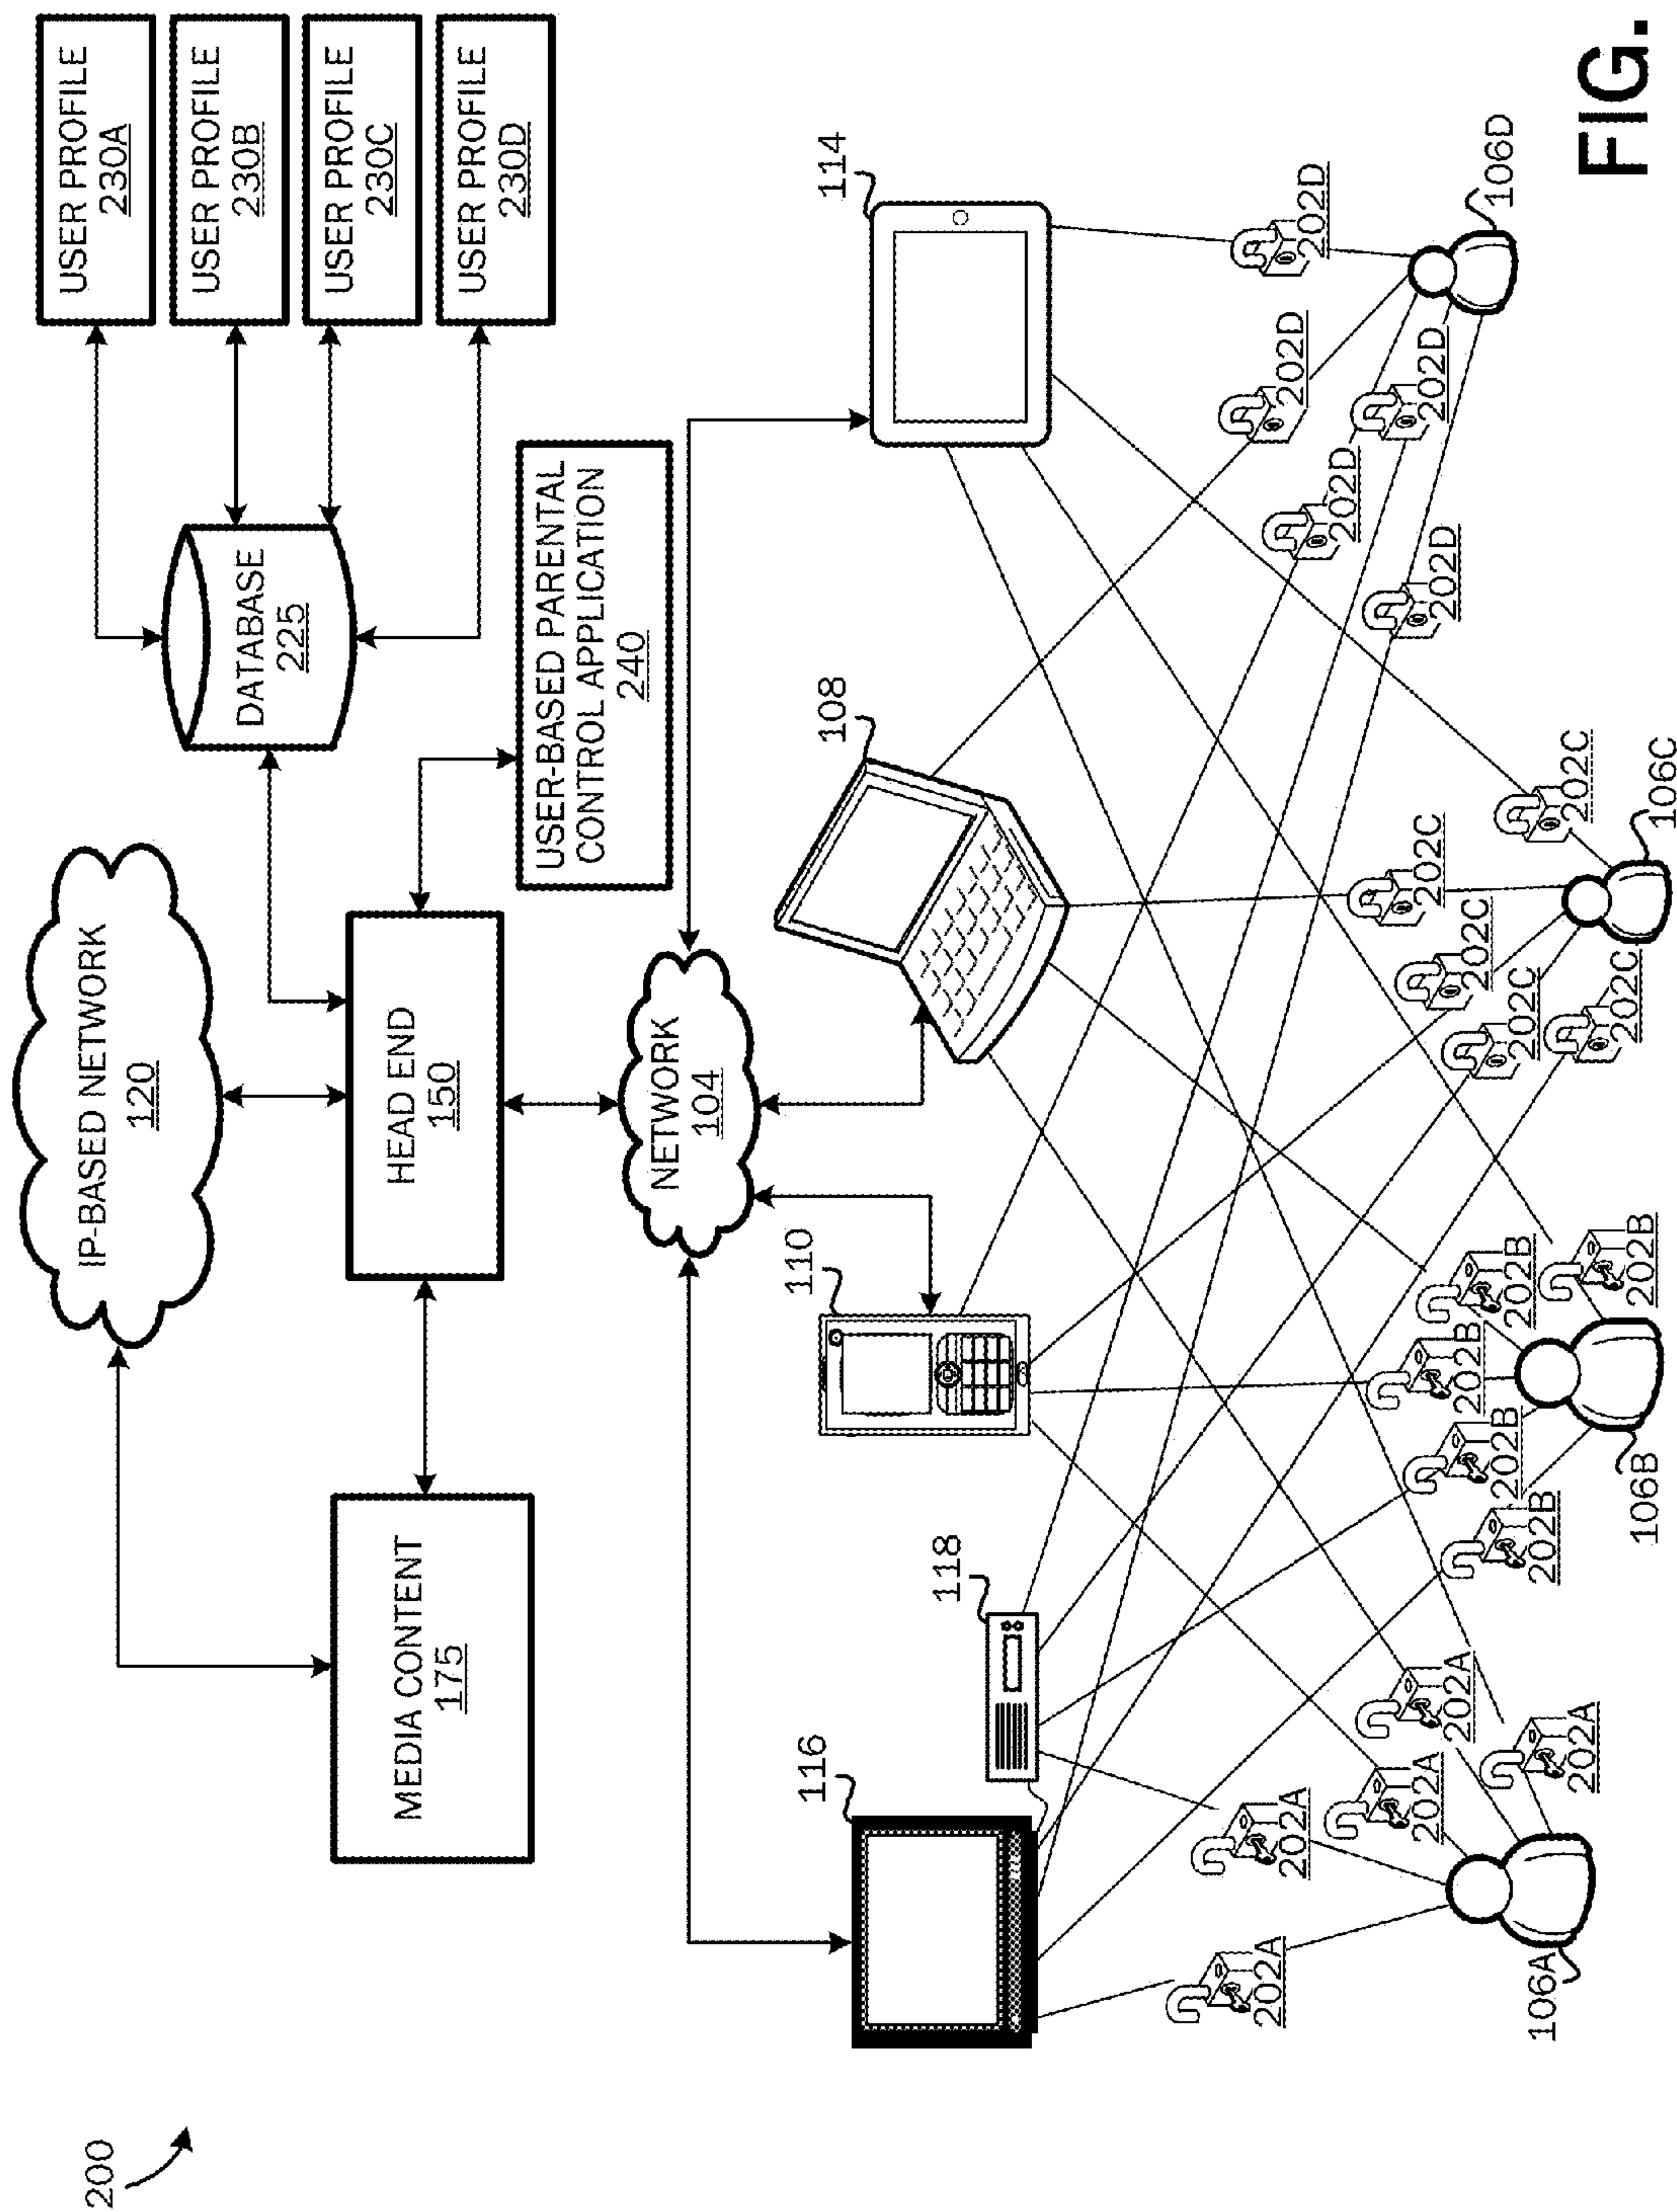 200
IP-BASED NETWORK
120
USER PROFILE
230A
USER PROFILE
230B
USER PROFILE
230C
USER PROFILE
230D
DATABASE
225
MEDIA CONTENT
175
HEAD END
150
USER-BASED PARENTAL
CONTROL APPLICATION
240
NETWORK
104
116
118
110
108
114
202A
202A
202A
202A
202A
202B
202B
202B
202B
202B
202C
202C
202C
202C
202C
202D
202D
202D
202D
202D
106A
106B
106C
106D
FIG.